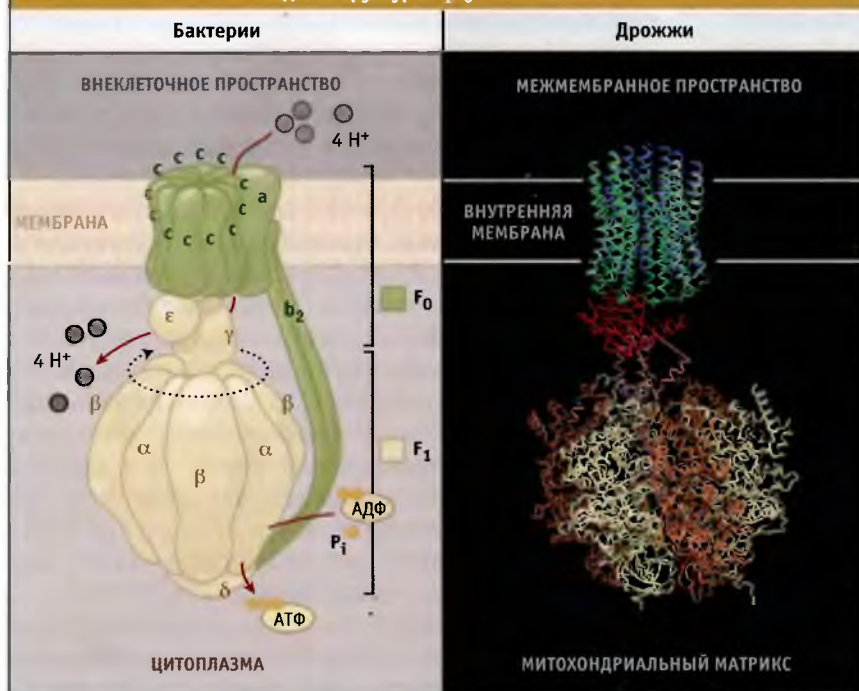 Бактерии
Дрожжи
ВНЕКЛЕТОЧНОЕ ПРОСТРАНСТВО
МЕЖМЕМБРАННОЕ ПРОСТРАНСТВО
4 H⁺
c c c c c c c c c c
a
МЕМБРАНА
ВНУТРЕННЯЯ
МЕМБРАНА
b₂
F₀
ε
γ
4 H⁺
β
β
α
α
β
F₁
АДФ
Pᵢ
δ
АТФ
ЦИТОПЛАЗМА
МИТОХОНДРИАЛЬНЫЙ МАТРИКС